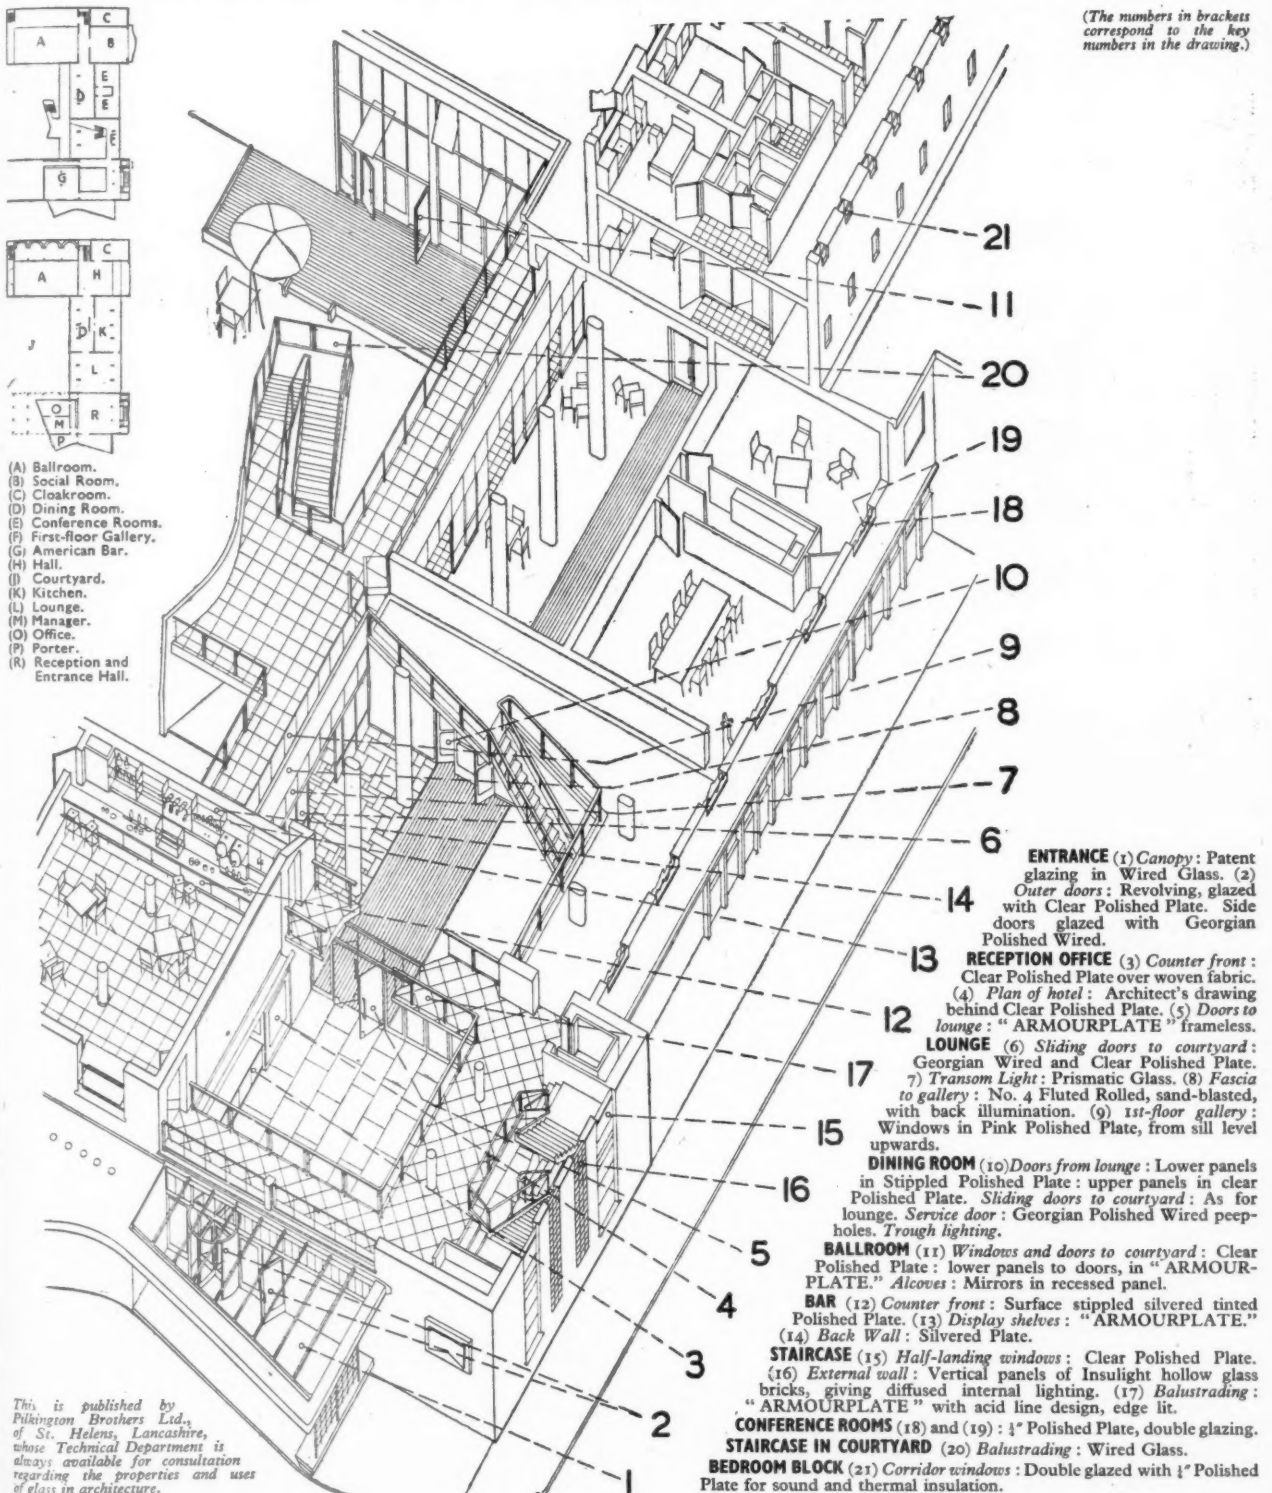 (The numbers in brackets
correspond to the key
numbers in the drawing.)
C
A
B
E
D
E
E
G
C
A
H
D
K
J
L
O
R
M
P
(A) Ballroom.
(B) Social Room.
(C) Cloakroom.
(D) Dining Room.
(E) Conference Rooms.
(F) First-floor Gallery.
(G) American Bar.
(H) Hall.
(J) Courtyard.
(K) Kitchen.
(L) Lounge.
(M) Manager.
(O) Office.
(P) Porter.
(R) Reception and
Entrance Hall.
21
11
20
19
18
10
9
8
7
6
14
13
12
17
15
16
5
4
3
2
1
ENTRANCE (1) Canopy : Patent
glazing in Wired Glass. (2)
Outer doors : Revolving, glazed
with Clear Polished Plate. Side
doors glazed with Georgian
Polished Wired.
RECEPTION OFFICE (3) Counter front :
Clear Polished Plate over woven fabric.
(4) Plan of hotel : Architect's drawing
behind Clear Polished Plate. (5) Doors to
lounge : " ARMOURPLATE " frameless.
LOUNGE (6) Sliding doors to courtyard :
Georgian Wired and Clear Polished Plate.
7) Transom Light : Prismatic Glass. (8) Fascia
to gallery : No. 4 Fluted Rolled, sand-blasted,
with back illumination. (9) 1st-floor gallery :
Windows in Pink Polished Plate, from sill level
upwards.
DINING ROOM (10) Doors from lounge : Lower panels
in Stippled Polished Plate : upper panels in clear
Polished Plate. Sliding doors to courtyard : As for
lounge. Service door : Georgian Polished Wired peep-
holes. Trough lighting.
BALLROOM (11) Windows and doors to courtyard : Clear
Polished Plate : lower panels to doors, in " ARMOUR-
PLATE." Alcoves : Mirrors in recessed panel.
BAR (12) Counter front : Surface stippled silvered tinted
Polished Plate. (13) Display shelves : " ARMOURPLATE."
(14) Back Wall : Silvered Plate.
STAIRCASE (15) Half-landing windows : Clear Polished Plate.
(16) External wall : Vertical panels of Insulight hollow glass
bricks, giving diffused internal lighting. (17) Balustrading :
" ARMOURPLATE " with acid line design, edge lit.
CONFERENCE ROOMS (18) and (19) : ¼" Polished Plate, double glazing.
STAIRCASE IN COURTYARD (20) Balustrading : Wired Glass.
BEDROOM BLOCK (21) Corridor windows : Double glazed with ¼" Polished
Plate for sound and thermal insulation.
This is published by
Pilkington Brothers Ltd.,
of St. Helens, Lancashire,
whose Technical Department is
always available for consultation
regarding the properties and uses
of glass in architecture.